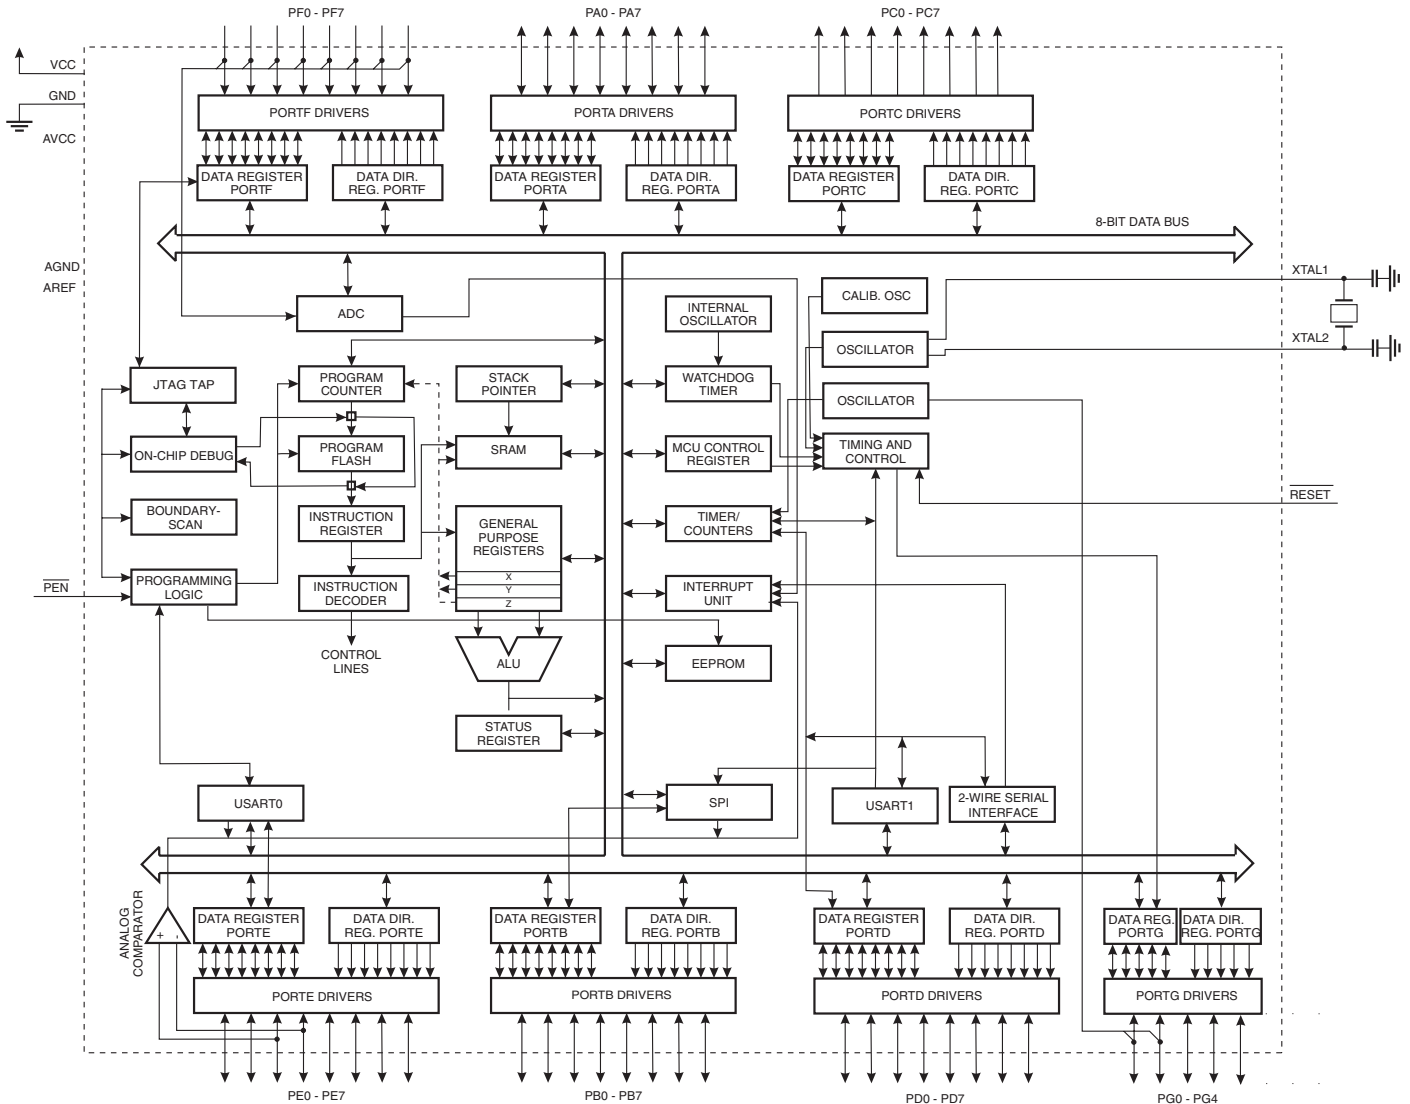 PF0 - PF7
PA0 - PA7
PC0 - PC7
VCC
GND
AVCC
PORTF DRIVERS
PORTA DRIVERS
PORTC DRIVERS
DATA REGISTER
PORTF
DATA DIR.
REG. PORTF
DATA REGISTER
PORTA
DATA DIR.
REG. PORTA
DATA REGISTER
PORTC
DATA DIR.
REG. PORTC
8-BIT DATA BUS
AGND
AREF
XTAL1
XTAL2
ADC
INTERNAL
OSCILLATOR
CALIB. OSC
OSCILLATOR
JTAG TAP
PROGRAM
COUNTER
STACK
POINTER
WATCHDOG
TIMER
OSCILLATOR
ON-CHIP DEBUG
PROGRAM
FLASH
SRAM
MCU CONTROL
REGISTER
TIMING AND
CONTROL
RESET
BOUNDARY-
SCAN
INSTRUCTION
REGISTER
GENERAL
PURPOSE
REGISTERS
X
Y
Z
TIMER/
COUNTERS
PEN
PROGRAMMING
LOGIC
INSTRUCTION
DECODER
INTERRUPT
UNIT
CONTROL
LINES
ALU
EEPROM
STATUS
REGISTER
USART0
SPI
USART1
2-WIRE SERIAL
INTERFACE
ANALOG
COMPARATOR
+
-
DATA REGISTER
PORTE
DATA DIR.
REG. PORTE
DATA REGISTER
PORTB
DATA DIR.
REG. PORTB
DATA REGISTER
PORTD
DATA DIR.
REG. PORTD
DATA REG.
PORTG
DATA DIR.
REG. PORTG
PORTE DRIVERS
PORTB DRIVERS
PORTD DRIVERS
PORTG DRIVERS
PE0 - PE7
PB0 - PB7
PD0 - PD7
PG0 - PG4